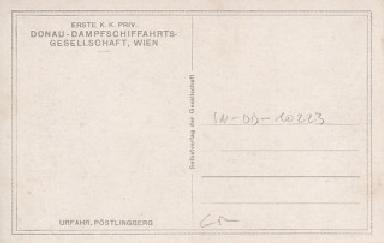 ERSTE K. K. PRIV.
DONAU-DAMPFSCHIFFAHRTS-
GESELLSCHAFT, WIEN
Selbstverlag der Gesellschaft
URFAHR, PÖSTLINGBERG